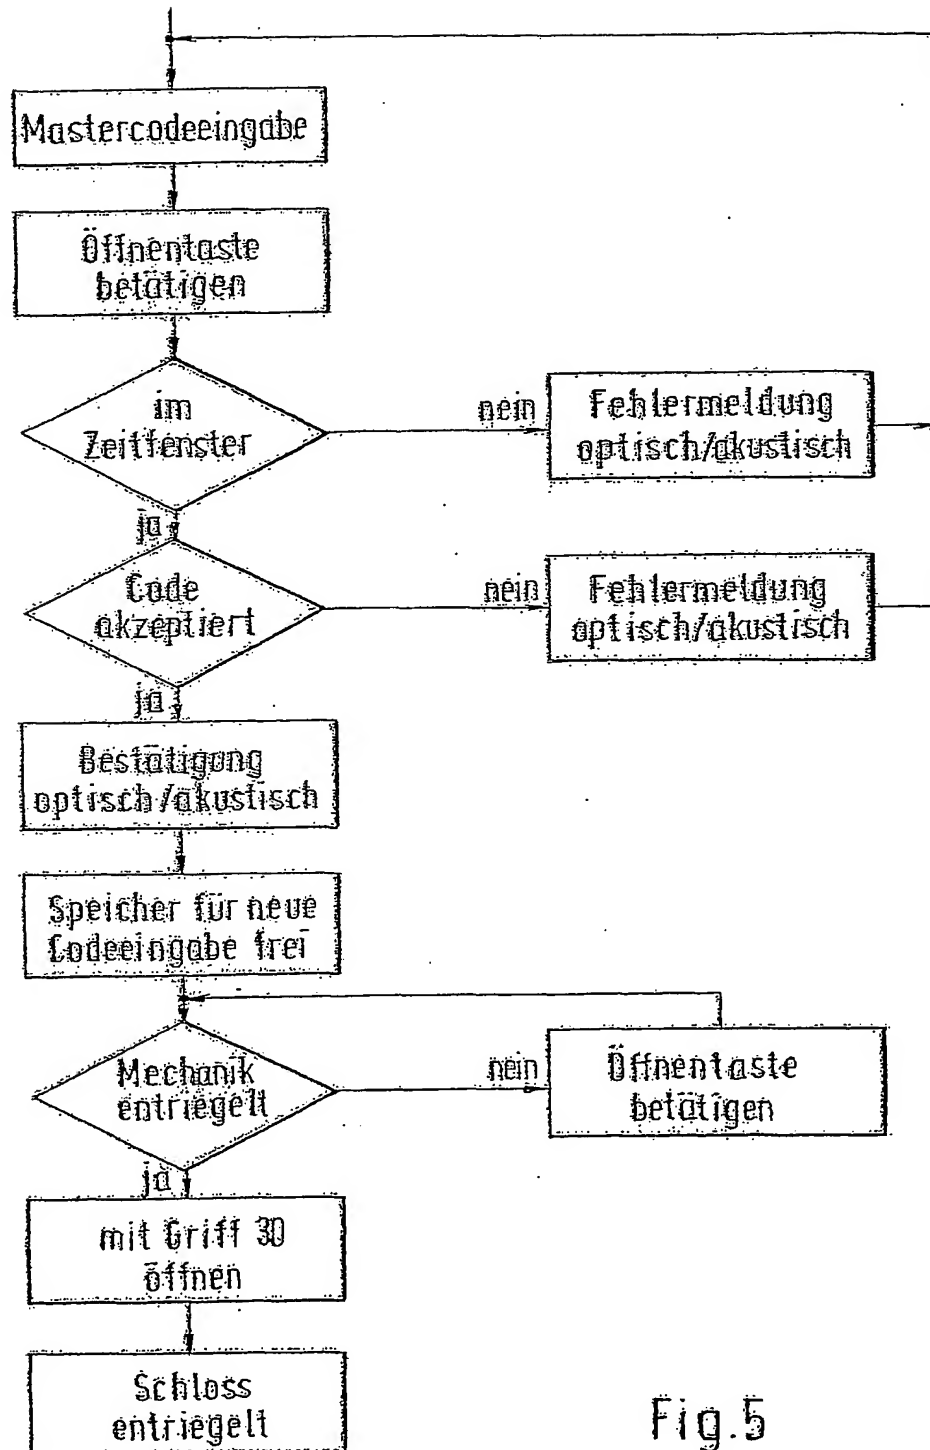 Mastercodeeingabe
Öffnentaste
betätigen
im
Zeitfenster
nein
Fehlermeldung
optisch/akustisch
ja
Code
akzeptiert
nein
Fehlermeldung
optisch/akustisch
ja
Bestätigung
optisch/akustisch
Speicher für neue
Codeeingabe frei
Mechanik
entriegelt
nein
Öffnentaste
betätigen
ja
mit Griff 30
öffnen
Schloss
entriegelt
Fig.5